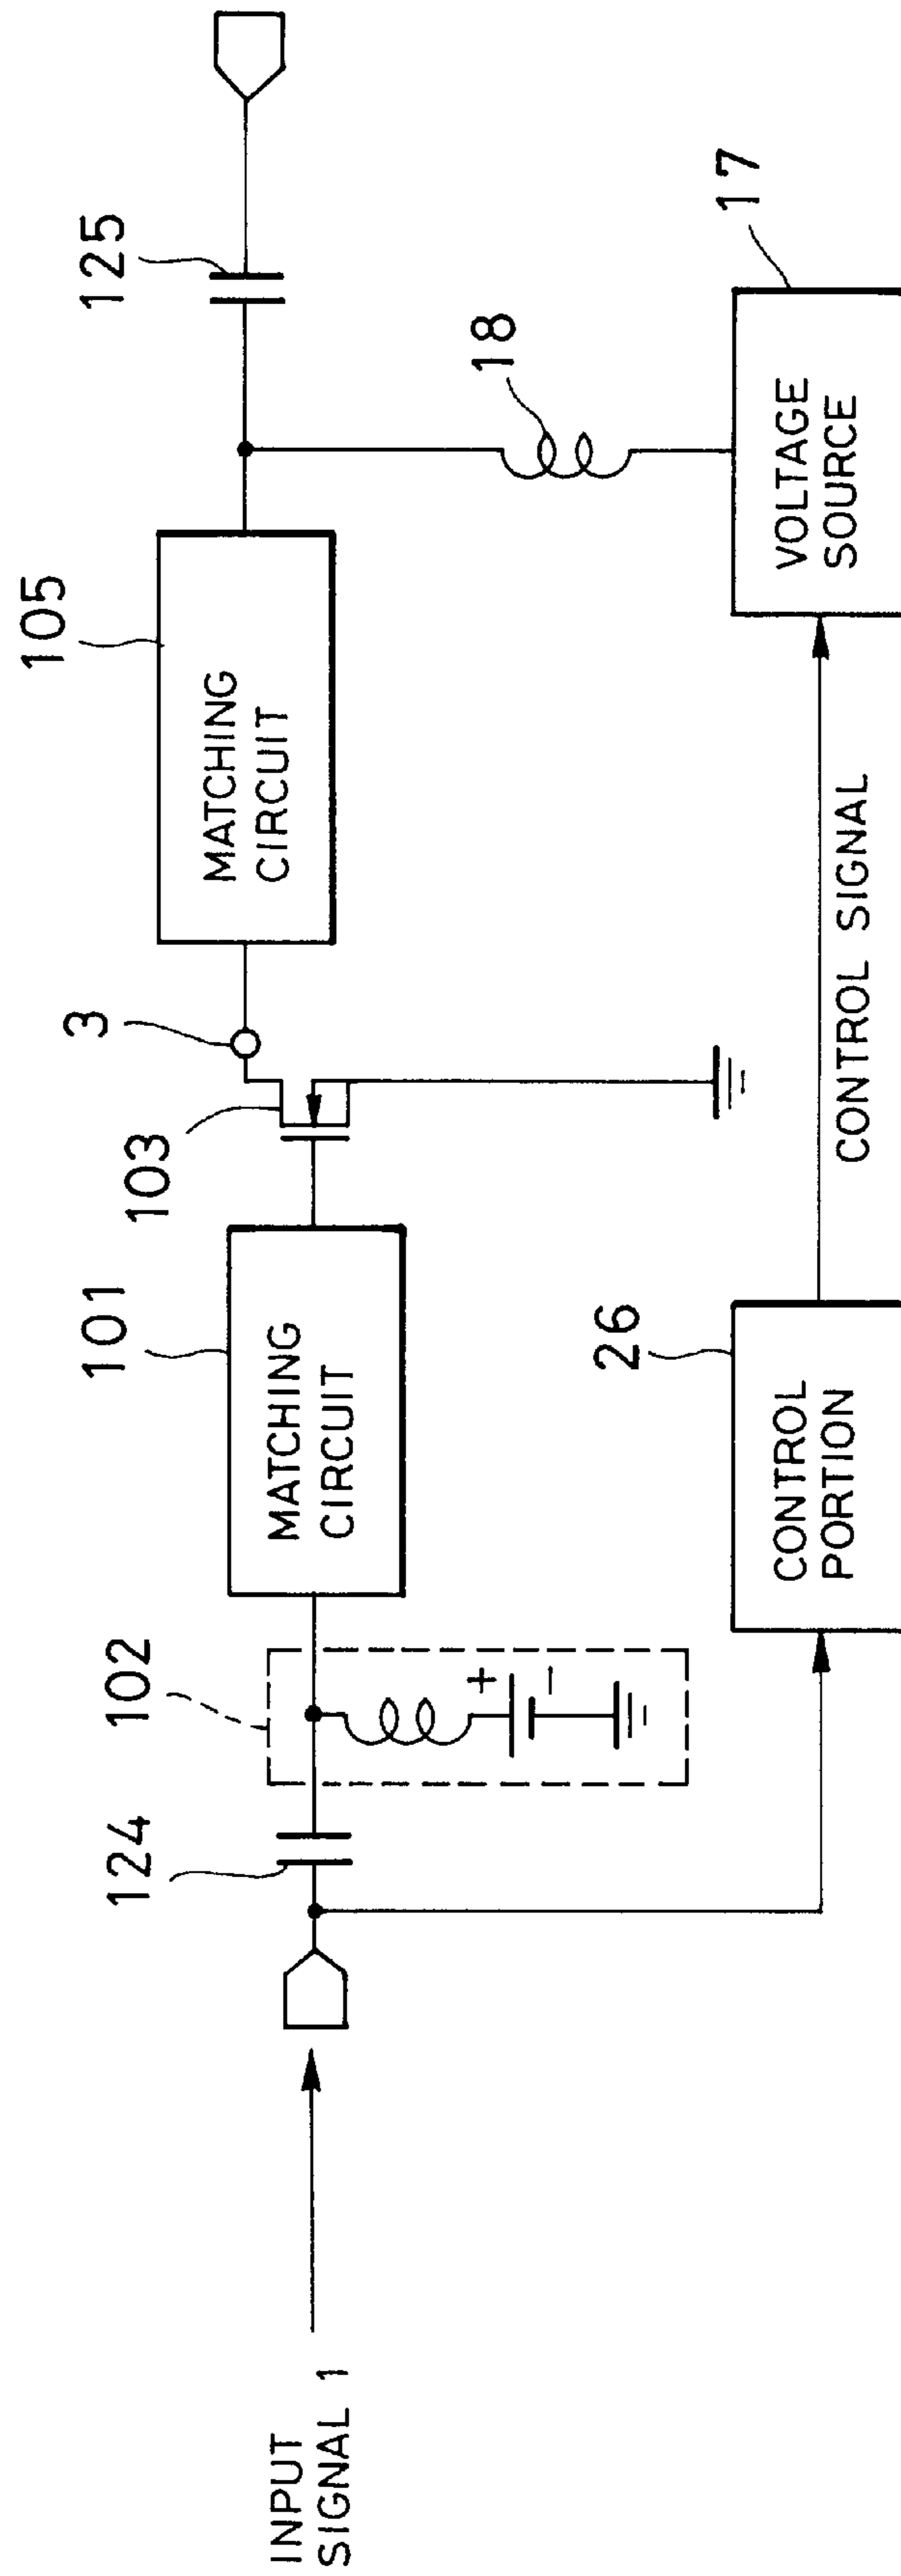 INPUT
SIGNAL 1
124
102
+
−
101
MATCHING
CIRCUIT
103
3
105
MATCHING
CIRCUIT
125
18
26
CONTROL
PORTION
CONTROL SIGNAL
17
VOLTAGE
SOURCE